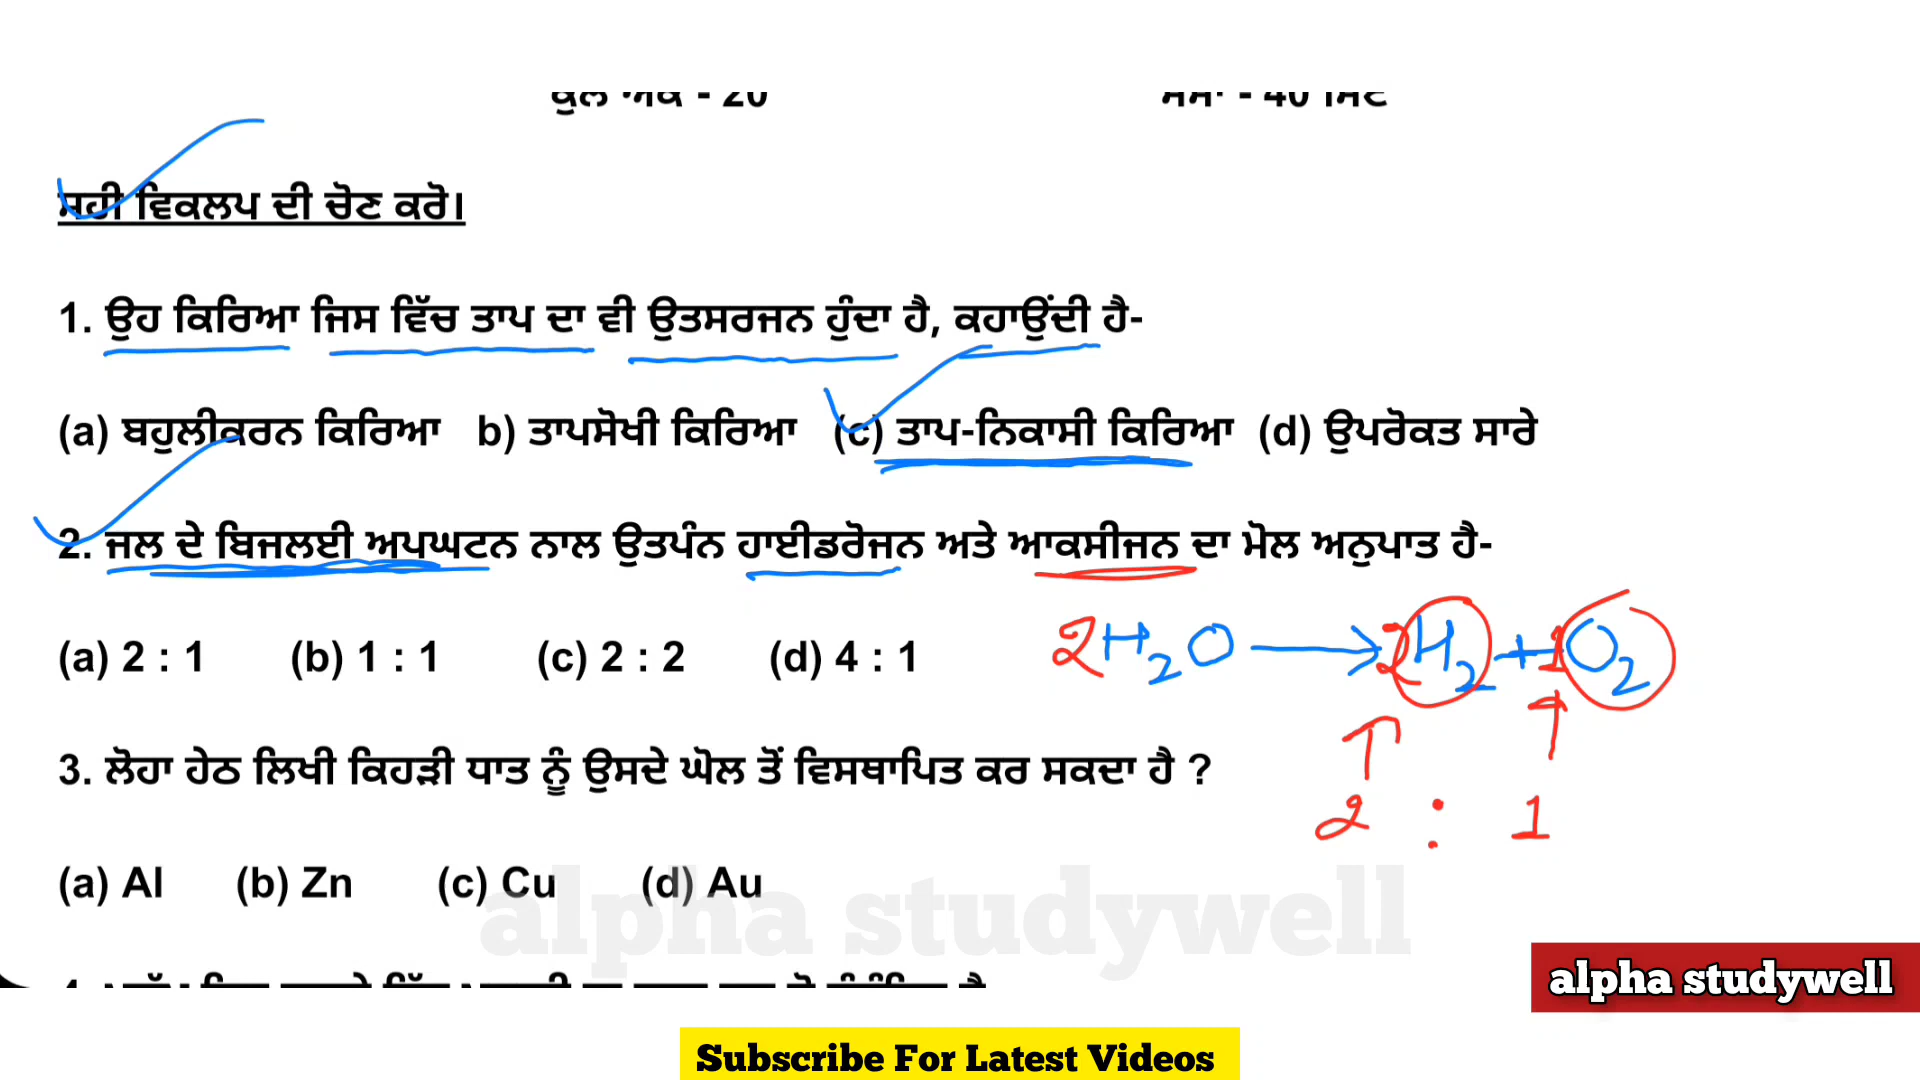 ਕੁਲ ਅੰਕ - 20 - 40 ਮਿੰਟ
ਸਹੀ ਵਿਕਲਪ ਦੀ ਚੋਣ ਕਰੋ।
1. ਉਹ ਕਿਰਿਆ ਜਿਸ ਵਿੱਚ ਤਾਪ ਦਾ ਵੀ ਉਤਸਰਜਨ ਹੁੰਦਾ ਹੈ, ਕਹਾਉਂਦੀ ਹੈ-
(a) ਬਹੁਲੀਕਰਨ ਕਿਰਿਆ b) ਤਾਪਸੋਖੀ ਕਿਰਿਆ (c) ਤਾਪ-ਨਿਕਾਸੀ ਕਿਰਿਆ (d) ਉਪਰੋਕਤ ਸਾਰੇ
2. ਜਲ ਦੇ ਬਿਜਲਈ ਅਪਘਟਨ ਨਾਲ ਉਤਪੰਨ ਹਾਈਡਰੋਜਨ ਅਤੇ ਆਕਸੀਜਨ ਦਾ ਮੋਲ ਅਨੁਪਾਤ ਹੈ-
(a) 2 : 1 (b) 1 : 1 (c) 2 : 2 (d) 4 : 1
2H₂O → 2H₂ + 1O₂
3. ਲੋਹਾ ਹੇਠ ਲਿਖੀ ਕਿਹੜੀ ਧਾਤ ਨੂੰ ਉਸਦੇ ਘੋਲ ਤੋਂ ਵਿਸਥਾਪਿਤ ਕਰ ਸਕਦਾ ਹੈ ?
2 : 1
(a) Al (b) Zn (c) Cu (d) Au
alpha studywell
alpha studywell
Subscribe For Latest Videos